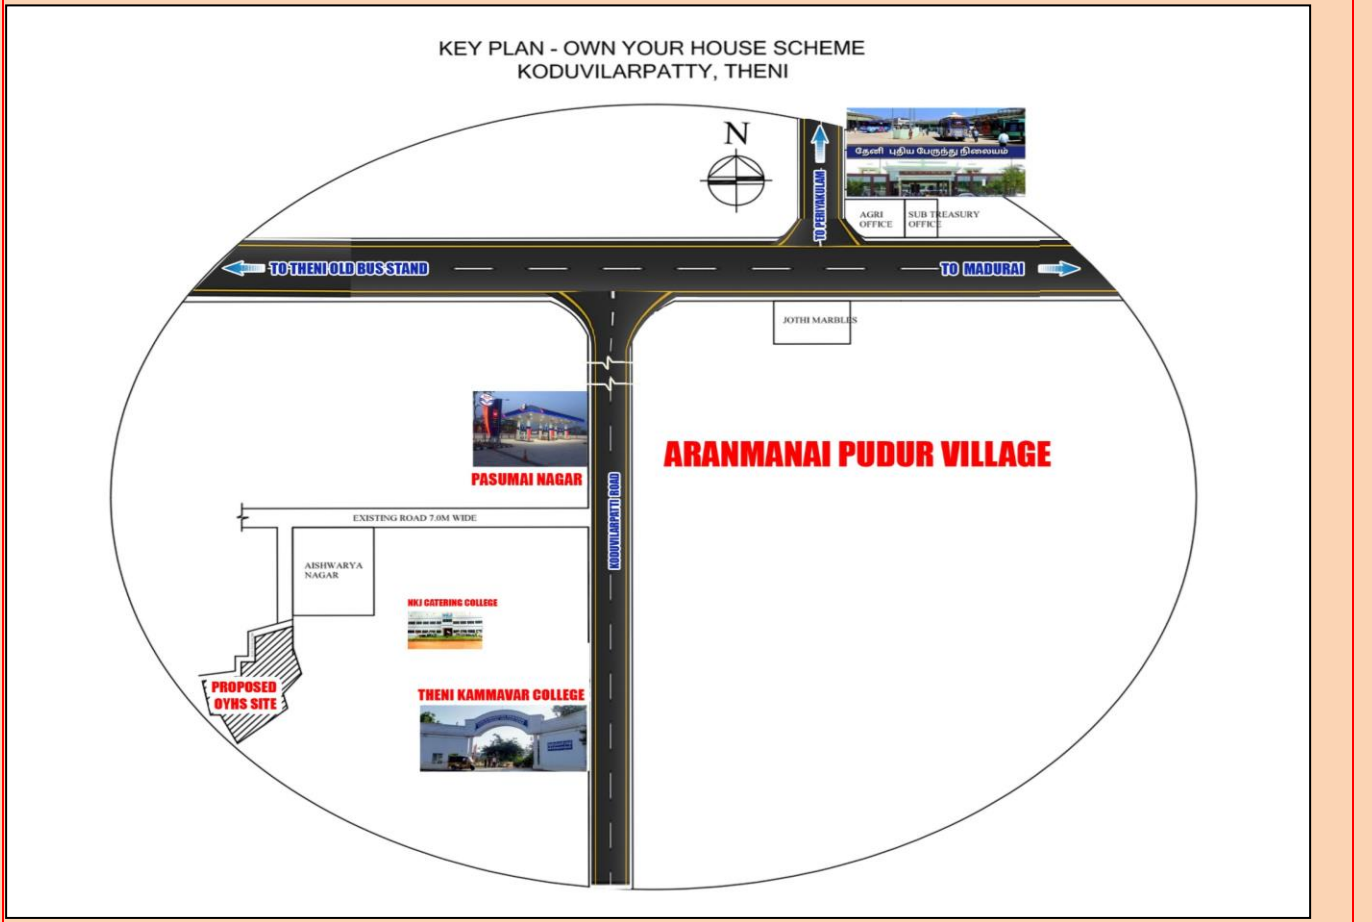 KEY PLAN - OWN YOUR HOUSE SCHEME
KODUVILARPATTY, THENI
N
தேனி புதிய பேருந்து நிலையம்
TO PERIYAKULAM
AGRI
OFFICE
SUB TREASURY
OFFICE
TO THENI OLD BUS STAND
TO MADURAI
JOTHI MARBLES
PASUMAI NAGAR
ARANMANAI PUDUR VILLAGE
KODUVILARPATTI ROAD
EXISTING ROAD 7.0M WIDE
AISHWARYA
NAGAR
NKJ CATERING COLLEGE
PROPOSED
OYHS SITE
THENI KAMMAVAR COLLEGE